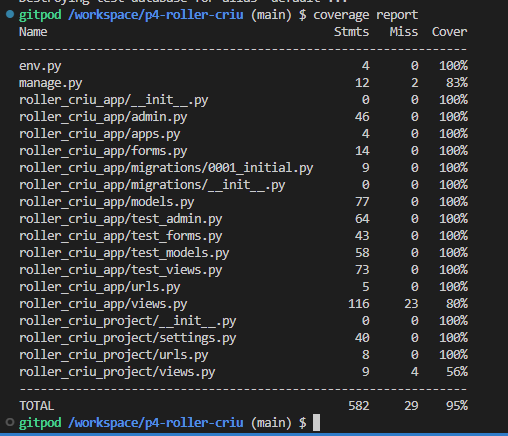 Destroying test database for alias 'default'...
gitpod /workspace/p4-roller-criu (main) $ coverage report
Name                                          Stmts   Miss  Cover
-----------------------------------------------------------------
env.py                                            4      0   100%
manage.py                                        12      2    83%
roller_criu_app/__init__.py                       0      0   100%
roller_criu_app/admin.py                         46      0   100%
roller_criu_app/apps.py                           4      0   100%
roller_criu_app/forms.py                         14      0   100%
roller_criu_app/migrations/0001_initial.py        9      0   100%
roller_criu_app/migrations/__init__.py            0      0   100%
roller_criu_app/models.py                        77      0   100%
roller_criu_app/test_admin.py                    64      0   100%
roller_criu_app/test_forms.py                    43      0   100%
roller_criu_app/test_models.py                   58      0   100%
roller_criu_app/test_views.py                    73      0   100%
roller_criu_app/urls.py                           5      0   100%
roller_criu_app/views.py                        116     23    80%
roller_criu_project/__init__.py                   0      0   100%
roller_criu_project/settings.py                  40      0   100%
roller_criu_project/urls.py                       8      0   100%
roller_criu_project/views.py                      9      4    56%
-----------------------------------------------------------------
TOTAL                                           582     29    95%
gitpod /workspace/p4-roller-criu (main) $